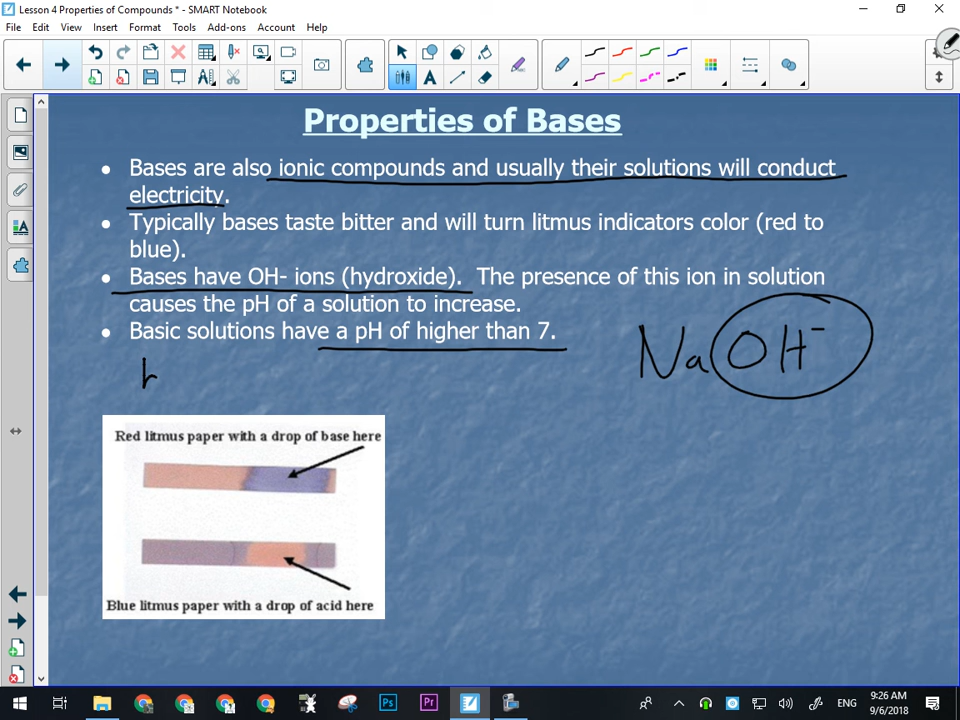 Lesson 4 Properties of Compounds * - SMART Notebook
File Edit View Insert Format Tools Add-ons Account Help
Properties of Bases
• Bases are also ionic compounds and usually their solutions will conduct
electricity.
• Typically bases taste bitter and will turn litmus indicators color (red to
blue).
• Bases have OH- ions (hydroxide). The presence of this ion in solution
causes the pH of a solution to increase.
• Basic solutions have a pH of higher than 7.
NaOH⁻
Red litmus paper with a drop of base here
Blue litmus paper with a drop of acid here
Ps
Pr
ENG
9:26 AM
9/6/2018